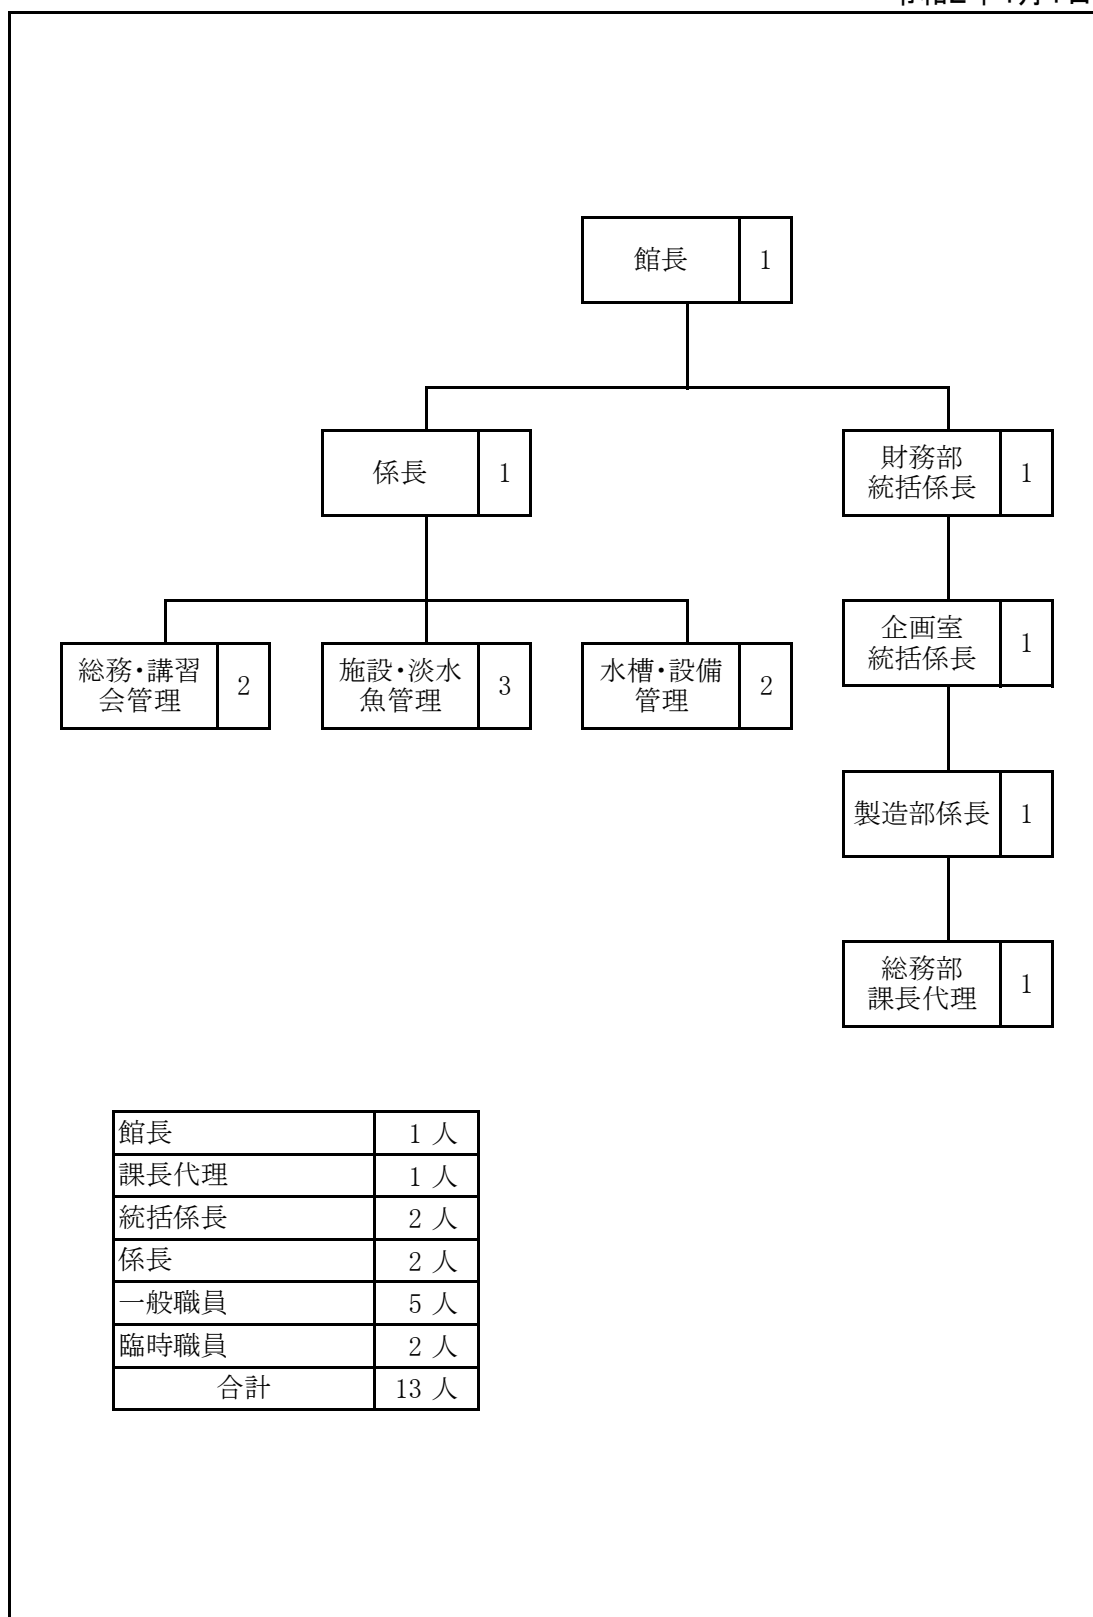 館長 1
係長 1
財務部
統括係長 1
企画室
統括係長 1
総務・講習
会管理 2
施設・淡水
魚管理 3
水槽・設備
管理 2
製造部係長 1
総務部
課長代理 1
館長 1 人
課長代理 1 人
統括係長 2 人
係長 2 人
一般職員 5 人
臨時職員 2 人
合計 13 人